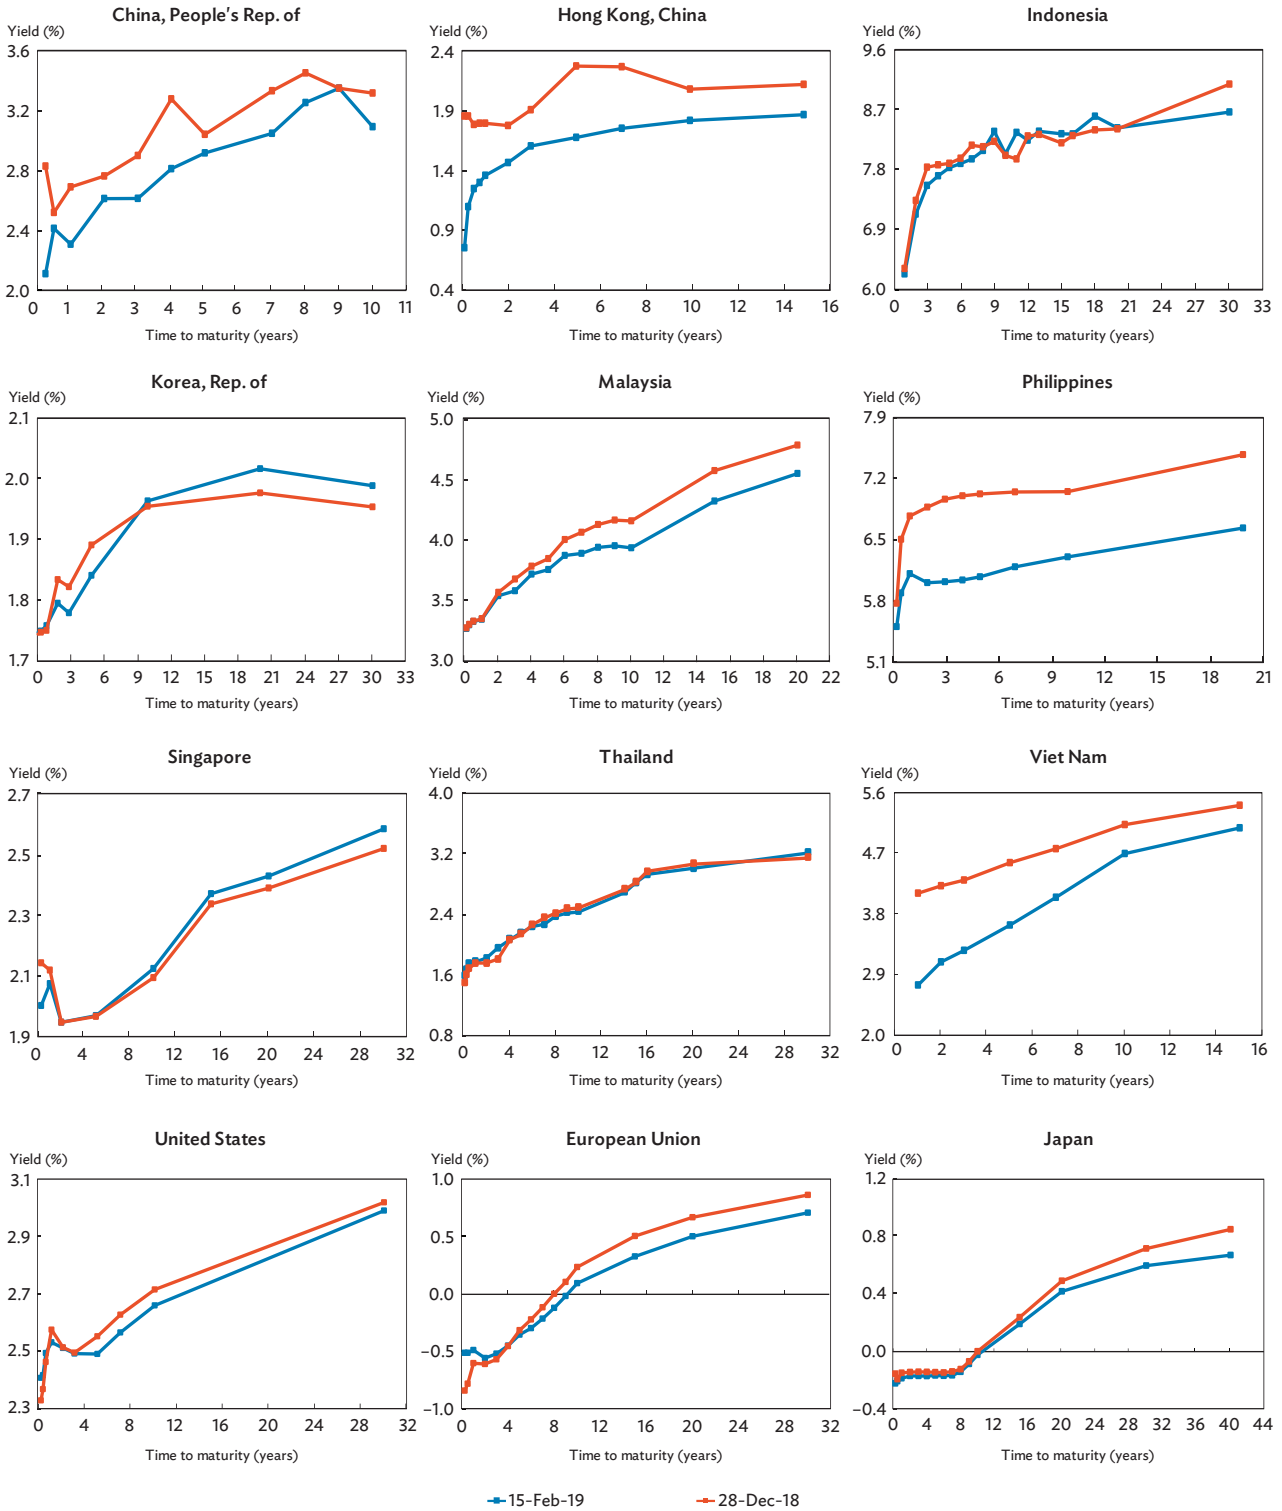 China, People's Rep. of
Yield (%)
3.6
3.2
2.8
2.4
2.0
0 1 2 3 4 5 6 7 8 9 10 11
Time to maturity (years)
Hong Kong, China
Yield (%)
2.4
1.9
1.4
0.9
0.4
0 2 4 6 8 10 12 14 16
Time to maturity (years)
Indonesia
Yield (%)
9.6
8.7
7.8
6.9
6.0
0 3 6 9 12 15 18 21 24 27 30 33
Time to maturity (years)
Korea, Rep. of
Yield (%)
2.1
2.0
1.9
1.8
1.7
0 3 6 9 12 15 18 21 24 27 30 33
Time to maturity (years)
Malaysia
Yield (%)
5.0
4.5
4.0
3.5
3.0
0 2 4 6 8 10 12 14 16 18 20 22
Time to maturity (years)
Philippines
Yield (%)
7.9
7.2
6.5
5.8
5.1
0 3 6 9 12 15 18 21
Time to maturity (years)
Singapore
Yield (%)
2.7
2.5
2.3
2.1
1.9
0 4 8 12 16 20 24 28 32
Time to maturity (years)
Thailand
Yield (%)
4.0
3.2
2.4
1.6
0.8
0 4 8 12 16 20 24 28 32
Time to maturity (years)
Viet Nam
Yield (%)
5.6
4.7
3.8
2.9
2.0
0 2 4 6 8 10 12 14 16
Time to maturity (years)
United States
Yield (%)
3.1
2.9
2.7
2.5
2.3
0 4 8 12 16 20 24 28 32
Time to maturity (years)
European Union
Yield (%)
1.0
0.5
0.0
–0.5
–1.0
0 4 8 12 16 20 24 28 32
Time to maturity (years)
Japan
Yield (%)
1.2
0.8
0.4
0.0
–0.4
0 4 8 12 16 20 24 28 32 36 40 44
Time to maturity (years)
15-Feb-19 28-Dec-18